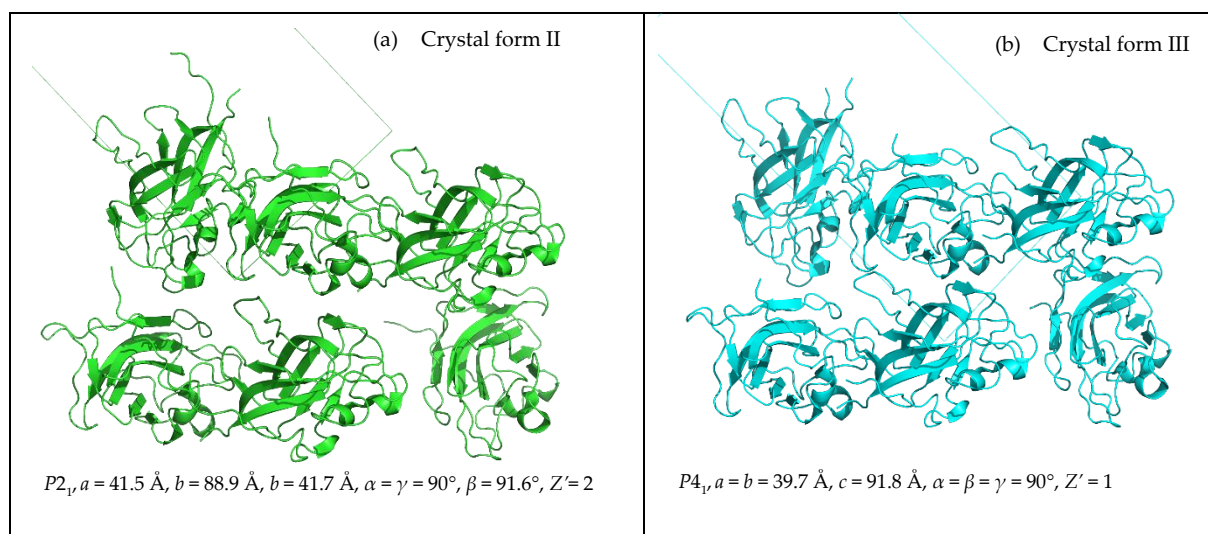 (a) Crystal form II
P2₁, a = 41.5 Å, b = 88.9 Å, b = 41.7 Å, α = γ = 90°, β = 91.6°, Z′= 2
(b) Crystal form III
P4₁, a = b = 39.7 Å, c = 91.8 Å, α = β = γ = 90°, Z’ = 1